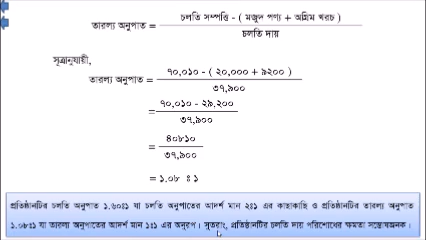 তারল্য অনুপাত = চলতি সম্পত্তি - ( মজুদ পণ্য + অগ্রিম খরচ )
চলতি দায়
সূত্রানুযায়ী,
তারল্য অনুপাত = ৭০,০১০ - ( ২০,০০০ + ৯২০০ )
৩৭,৯০০
= ৭০,০১০ - ২৯,২০০
৩৭,৯০০
= ৪০৮১০
৩৭,৯০০
= ১.০৮ ঃ ১
প্রতিষ্ঠানটির চলতি অনুপাত ১.৬০ঃ১ যা চলতি অনুপাতের আদর্শ মান ২ঃ১ এর কাছাকাছি ও প্রতিষ্ঠানটির তারল্য অনুপাত
১.০৮ঃ১ যা তারল্য অনুপাতের আদর্শ মান ১ঃ১ এর অনুরূপ। সুতরাং, প্রতিষ্ঠানটির চলতি দায় পরিশোধের ক্ষমতা সন্তোষজনক।